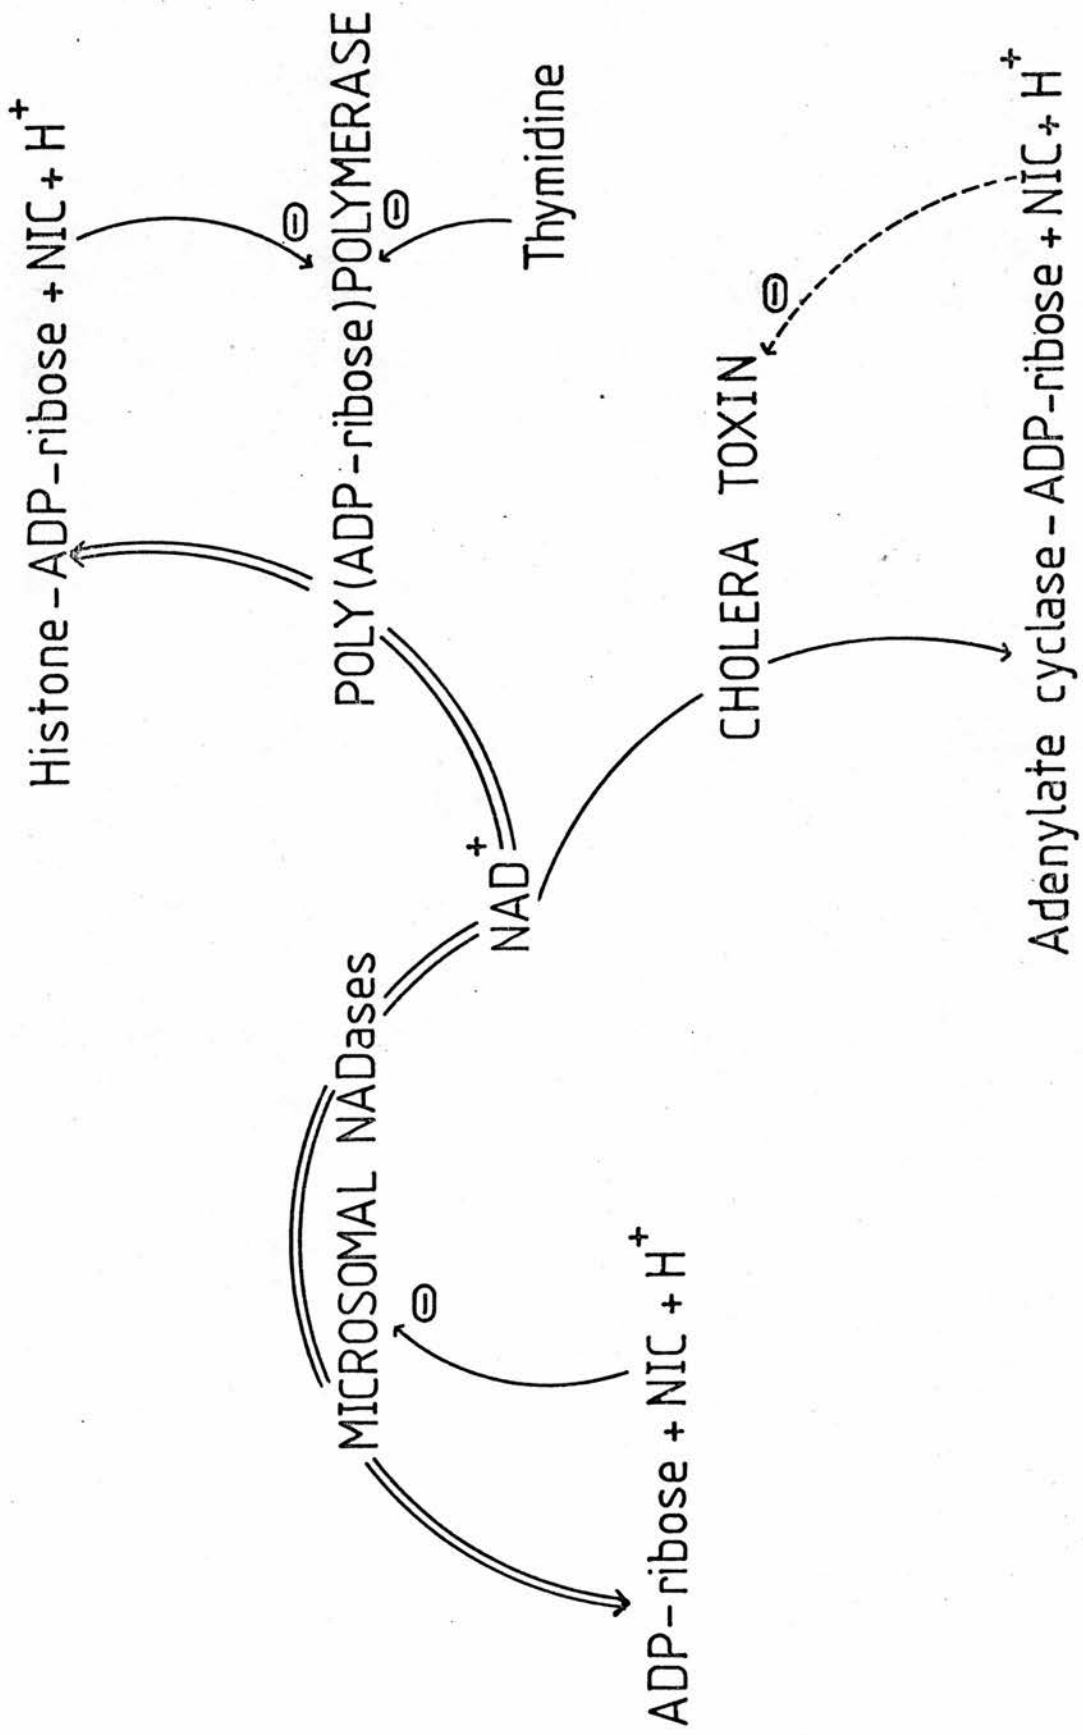 Histone-ADP-ribose + NIC + H+
⊖
MICROSOMAL NADases
POLY (ADP-ribose) POLYMERASE
⊖
⊖
NAD+
Thymidine
ADP-ribose + NIC + H+
CHOLERA TOXIN
⊖
Adenylate cyclase - ADP-ribose + NIC + H+